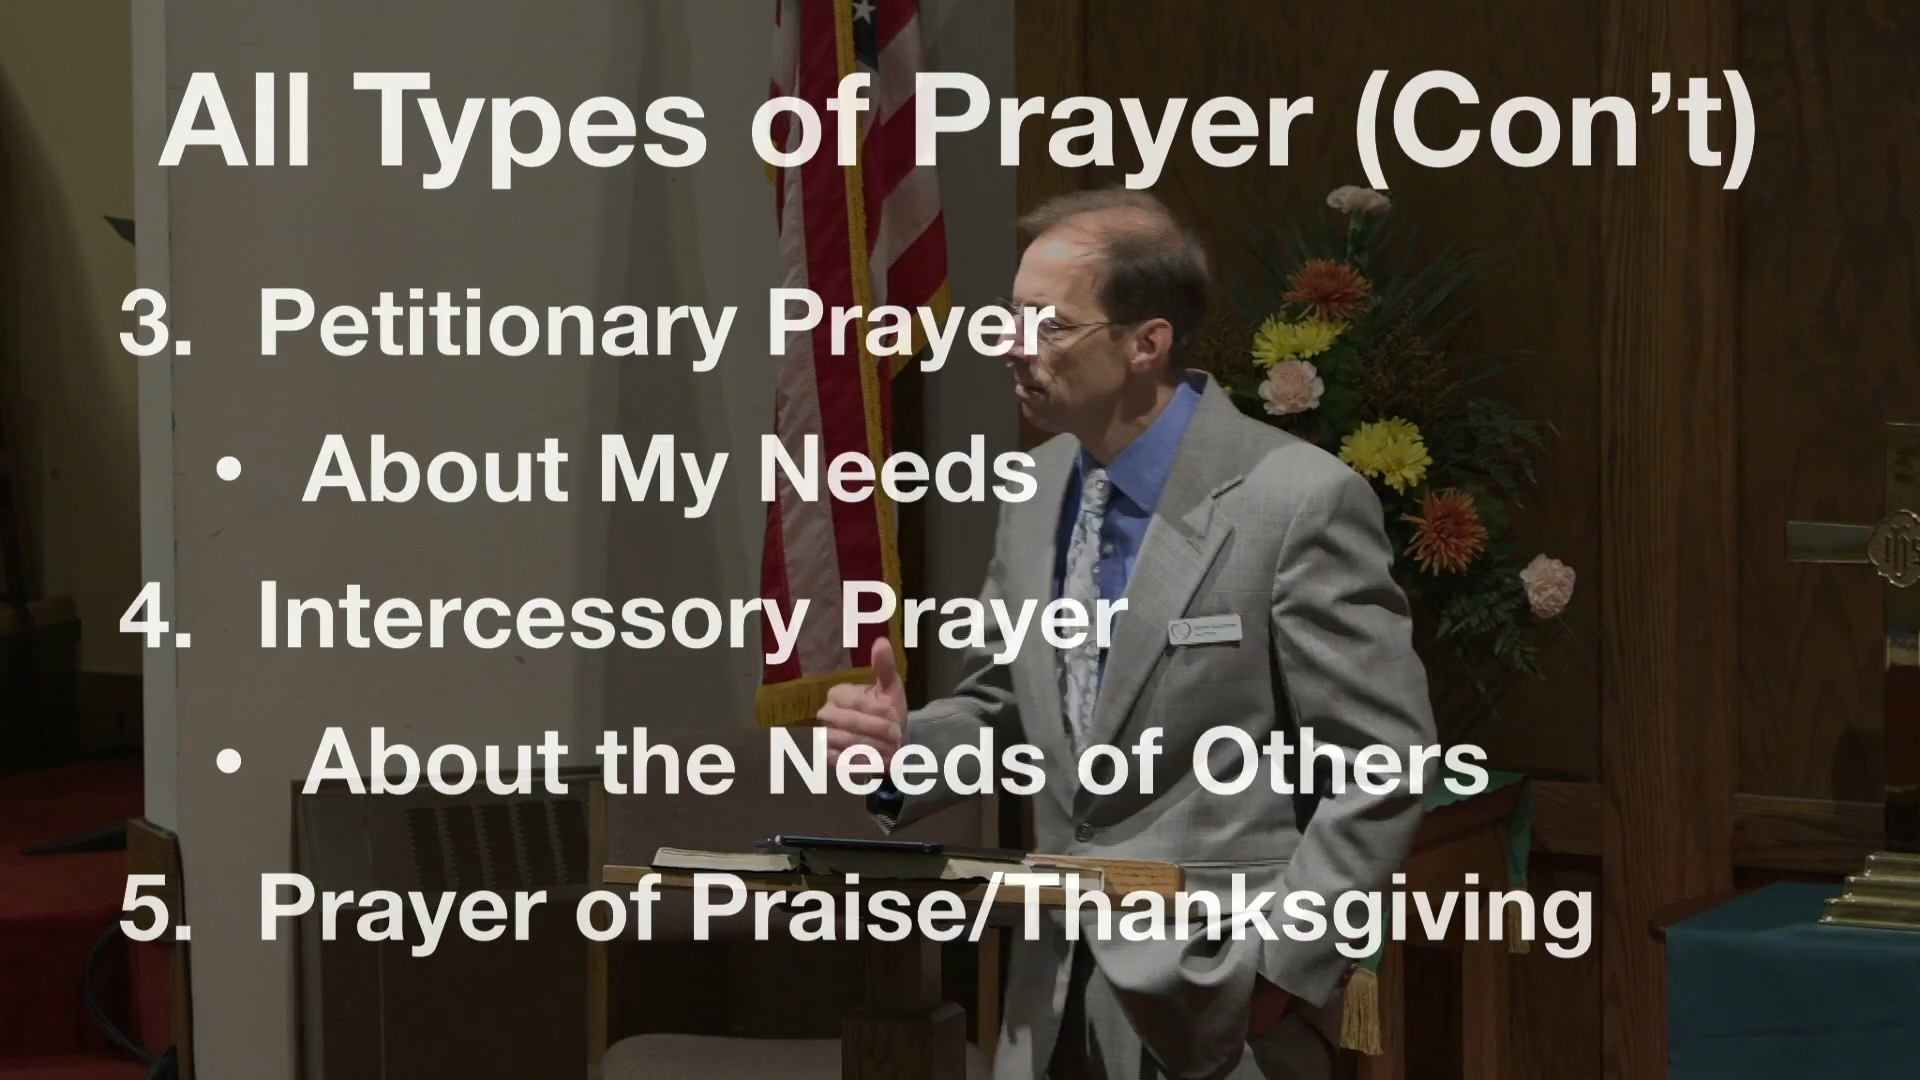 All Types of Prayer (Con’t)
3. Petitionary Prayer
• About My Needs
4. Intercessory Prayer
• About the Needs of Others
5. Prayer of Praise/Thanksgiving
IHS